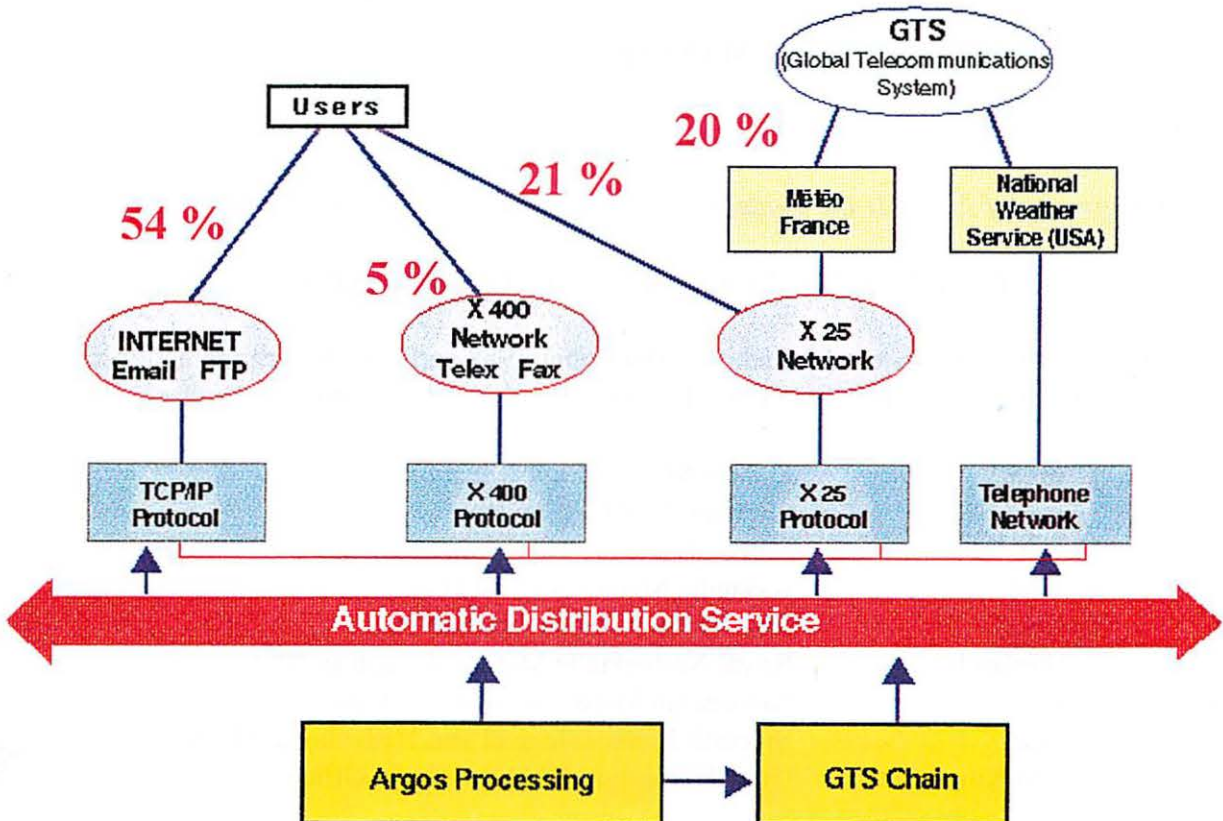 GTS
(Global Telecommunications
System)
Users
20 %
21 %
54 %
5 %
Météo
France
National
Weather
Service (USA)
INTERNET
Email FTP
X 400
Network
Telex Fax
X 25
Network
TCP/IP
Protocol
X 400
Protocol
X 25
Protocol
Telephone
Network
Automatic Distribution Service
Argos Processing
GTS Chain